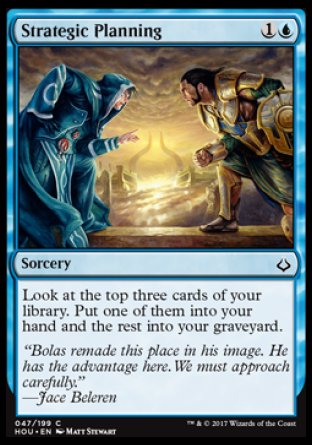 Strategic Planning 1
Sorcery
Look at the top three cards of your
library. Put one of them into your
hand and the rest into your graveyard.
"Bolas remade this place in his image. He
has the advantage here. We must approach
carefully."
—Jace Beleren
047/199 C
HOU • EN Matt Stewart
™ & © 2017 Wizards of the Coast